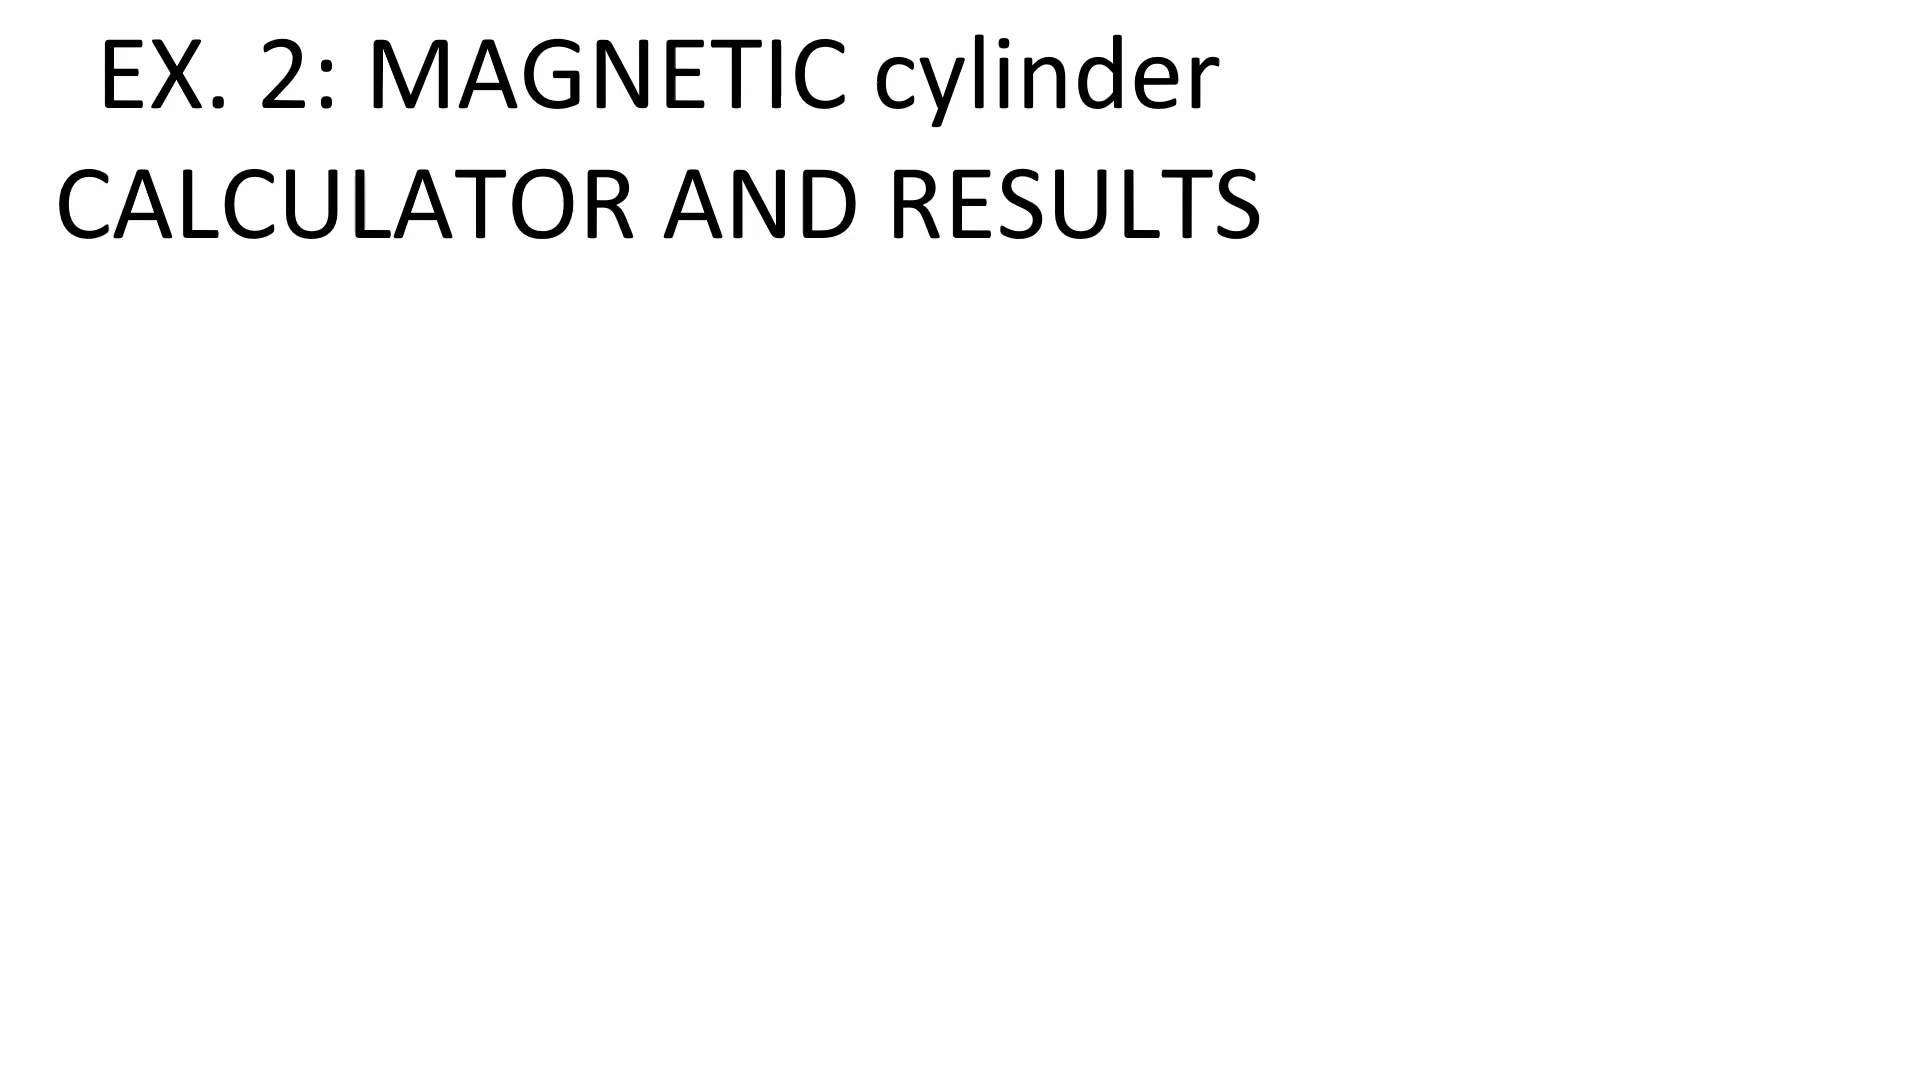 EX. 2: MAGNETIC cylinder
CALCULATOR AND RESULTS